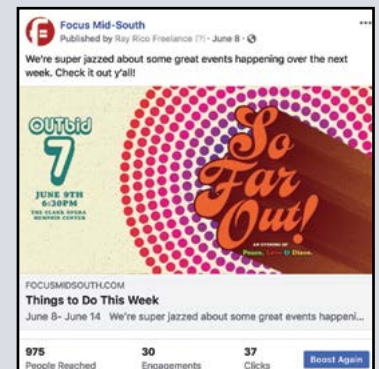 Focus Mid-South
Published by Ray Rico Freelance [?] · June 8 ·
We're super jazzed about some great events happening over the next
week. Check it out y'all!
OUTbid
7
JUNE 9TH
6:30PM
THE CLARK OPERA
MEMPHIS CENTER
So
Far
Out!
AN EVENING OF
Peace, Love & Disco.
FOCUSMIDSOUTH.COM
Things to Do This Week
June 8- June 14 We're super jazzed about some great events happeni...
975
People Reached
30
Engagements
37
Clicks
Boost Again